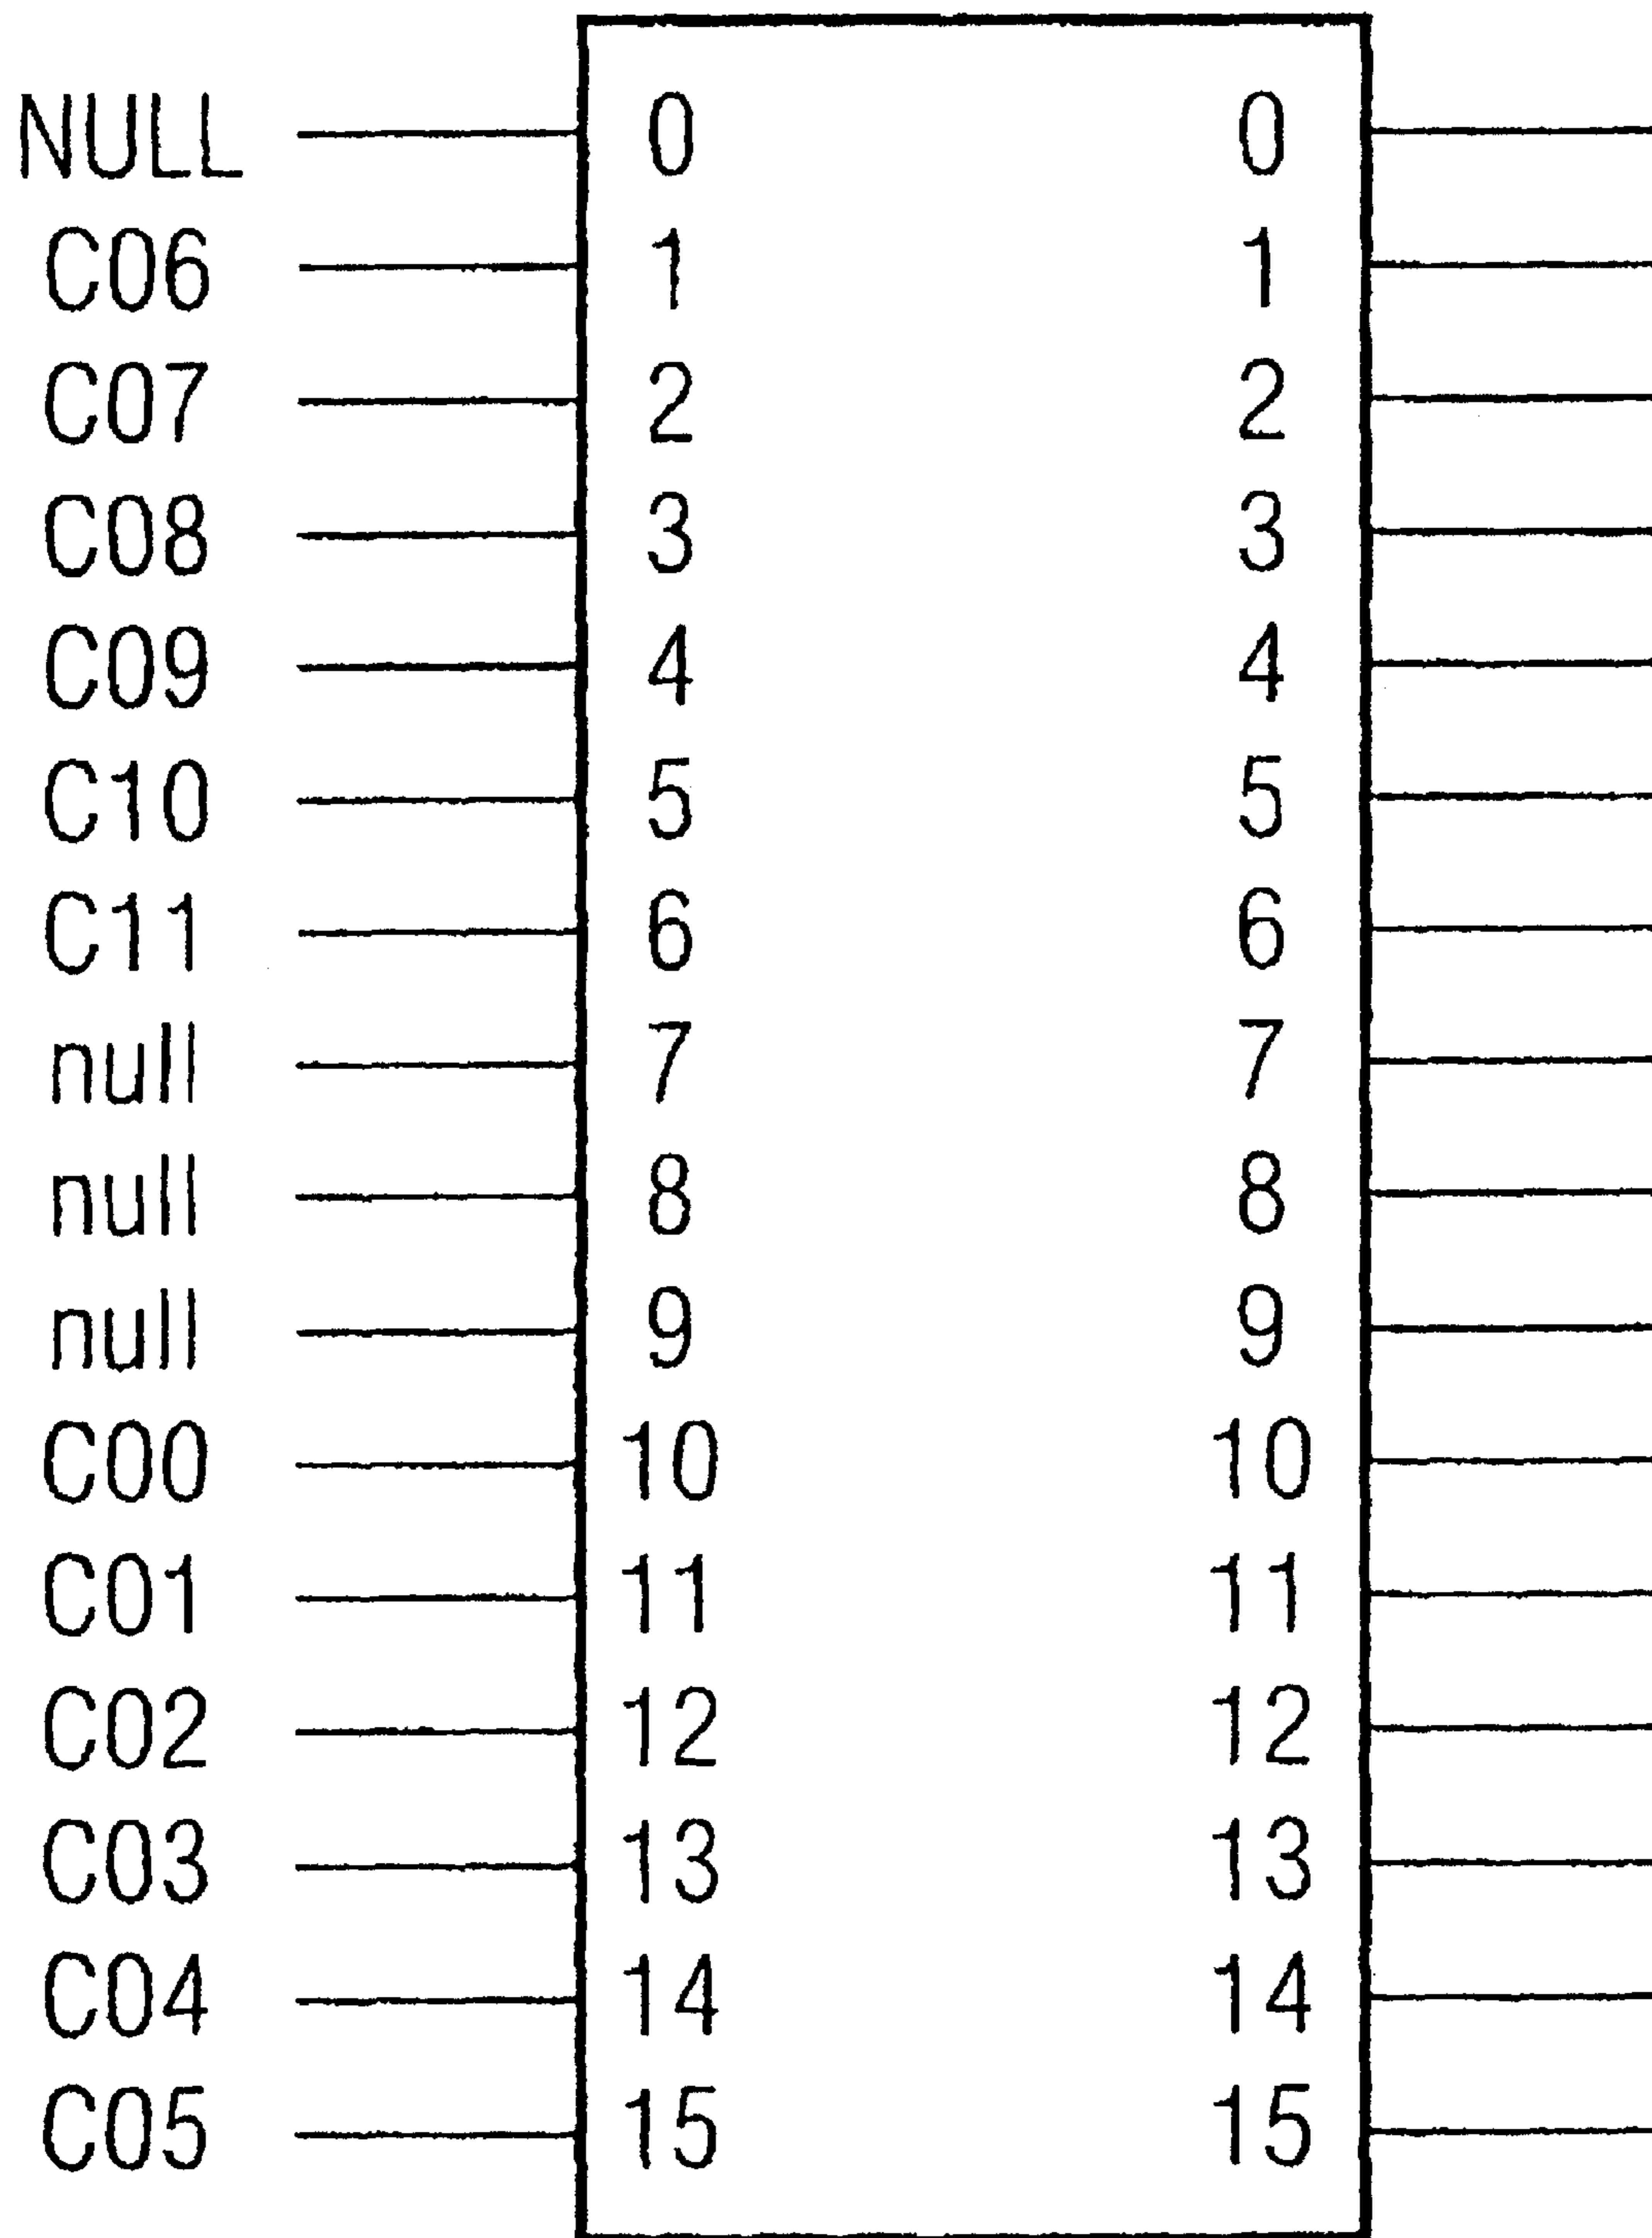 NULL 0 0
C06 1 1
C07 2 2
C08 3 3
C09 4 4
C10 5 5
C11 6 6
null 7 7
null 8 8
null 9 9
C00 10 10
C01 11 11
C02 12 12
C03 13 13
C04 14 14
C05 15 15